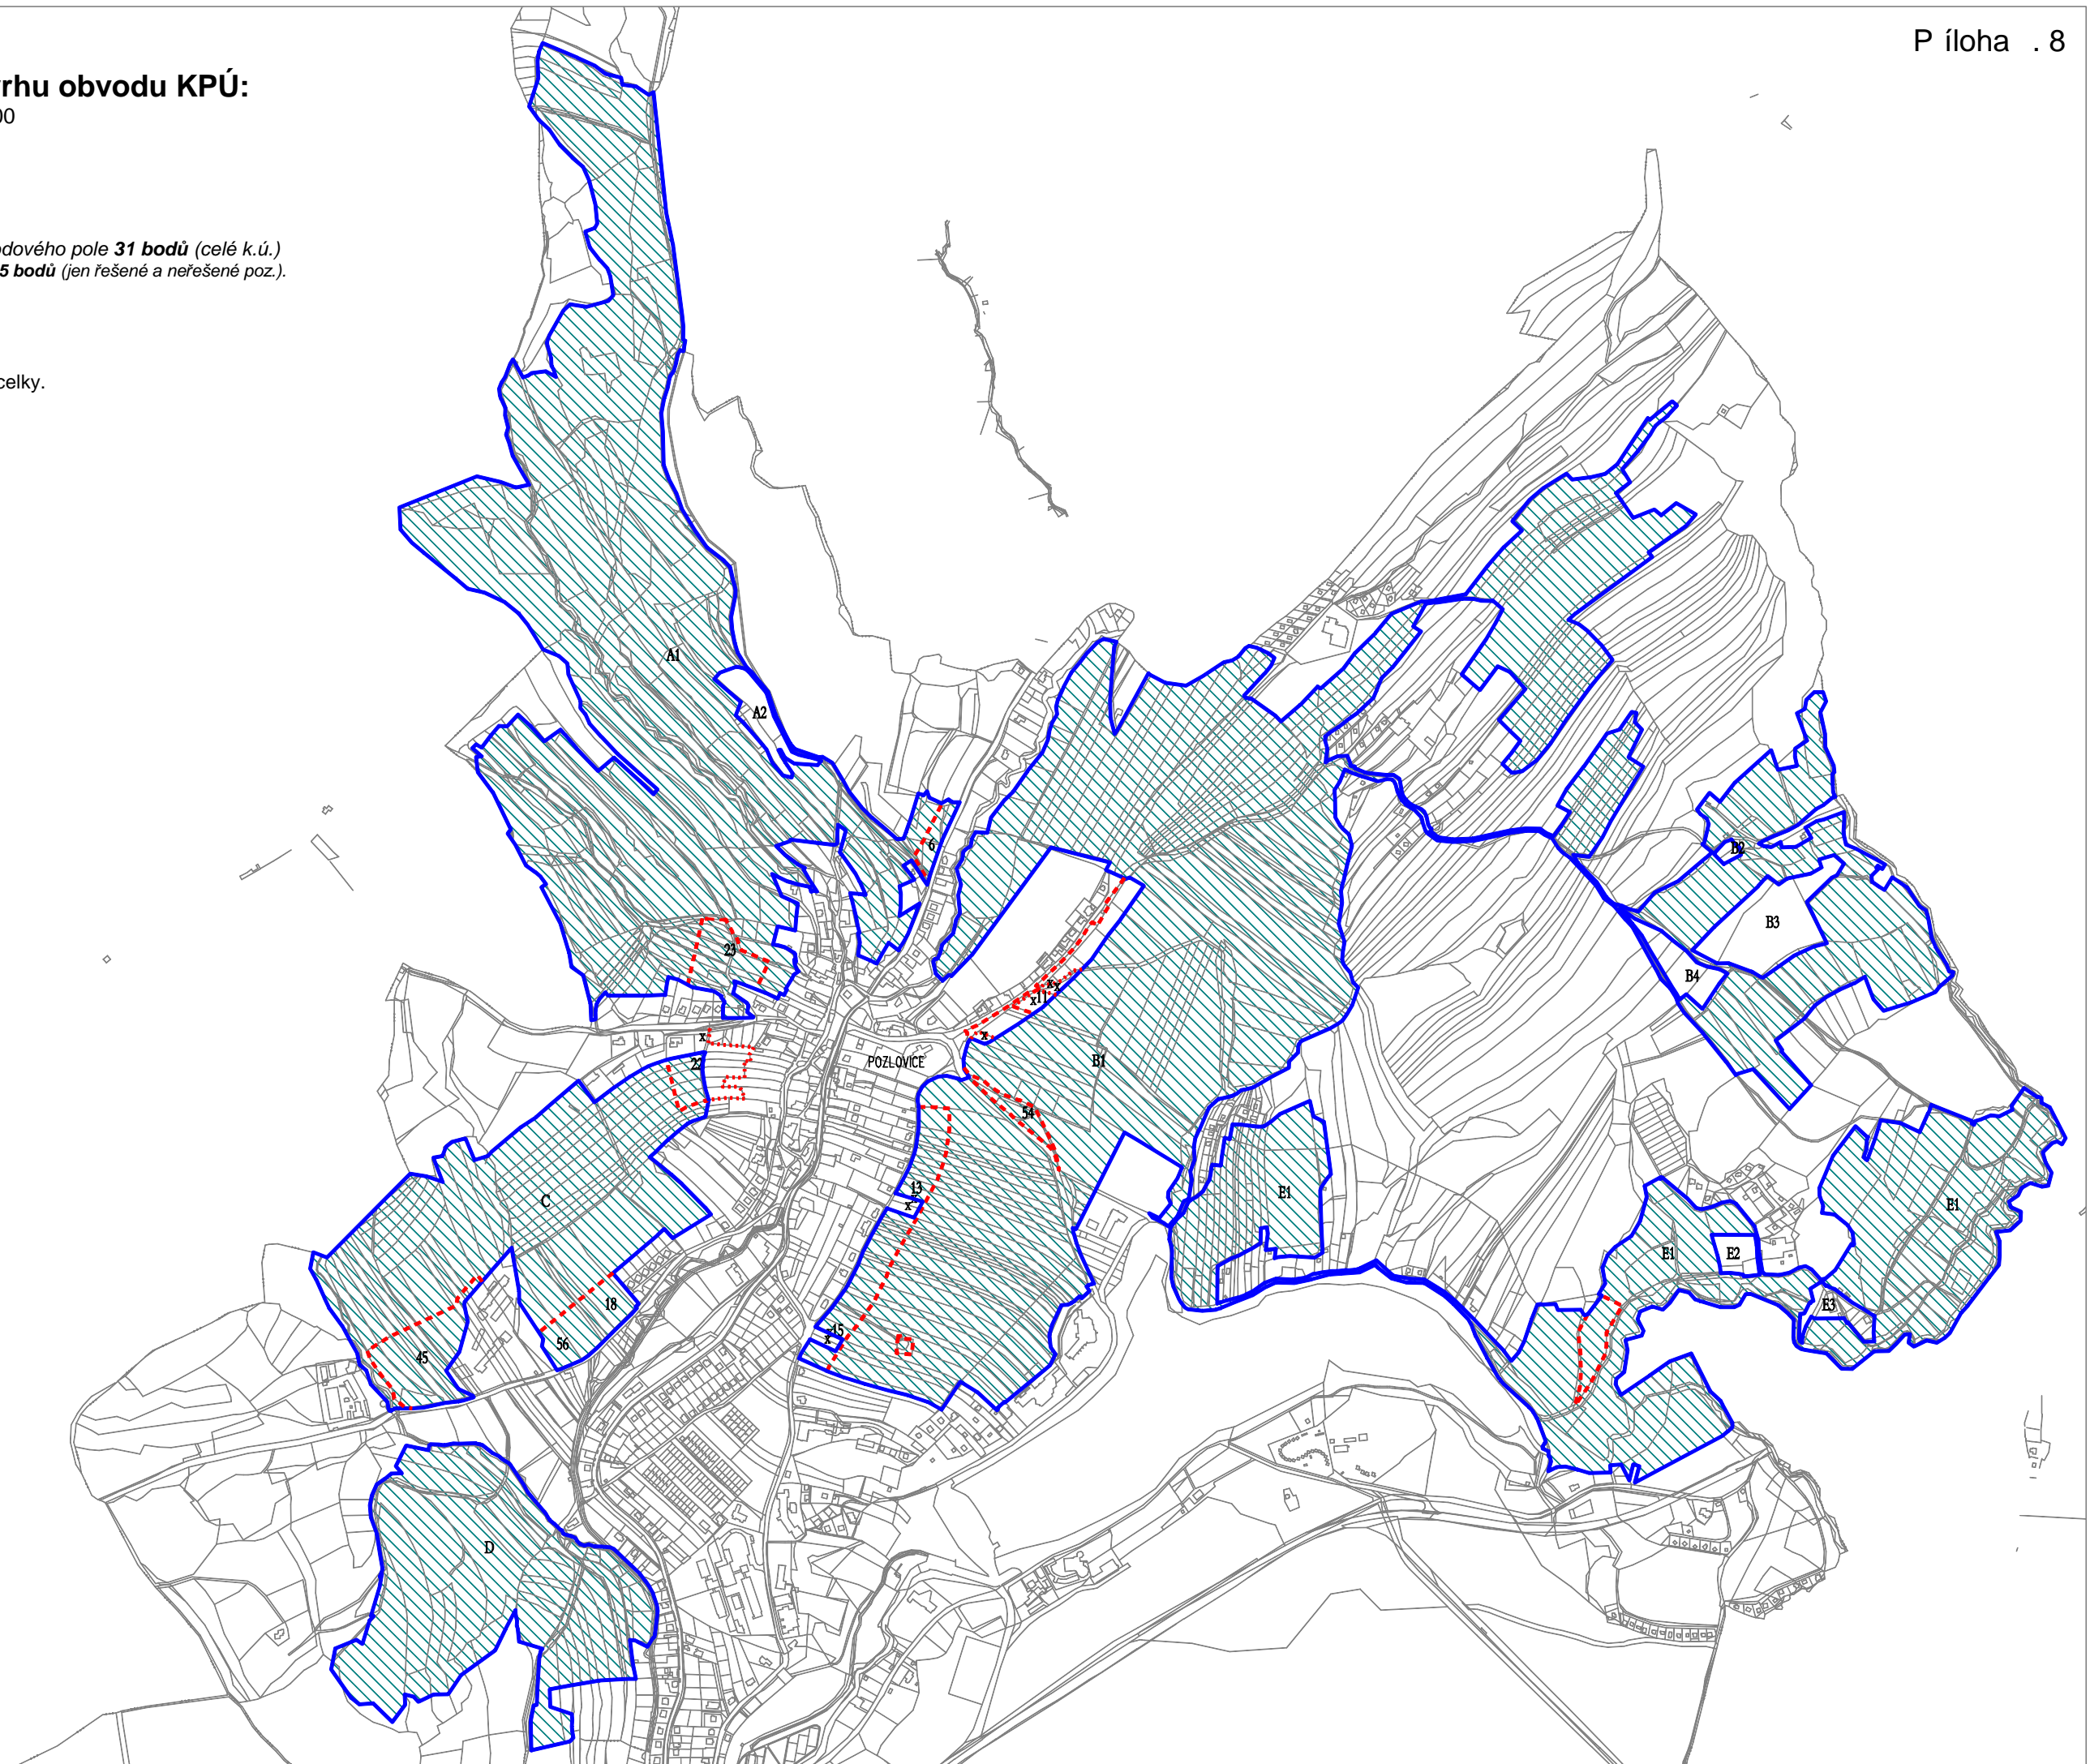 P íloha . 8
rhu obvodu KPÚ:
00
odového pole 31 bodů (celé k.ú.)
5 bodů (jen řešené a neřešené poz.).
celky.
A1
A2
6
23
x
22
POZLOVICE
x
x
x
11
x
B1
54
13
x
15
x
C
18
56
45
D
B2
B3
B4
E1
E1
E1
E2
E3